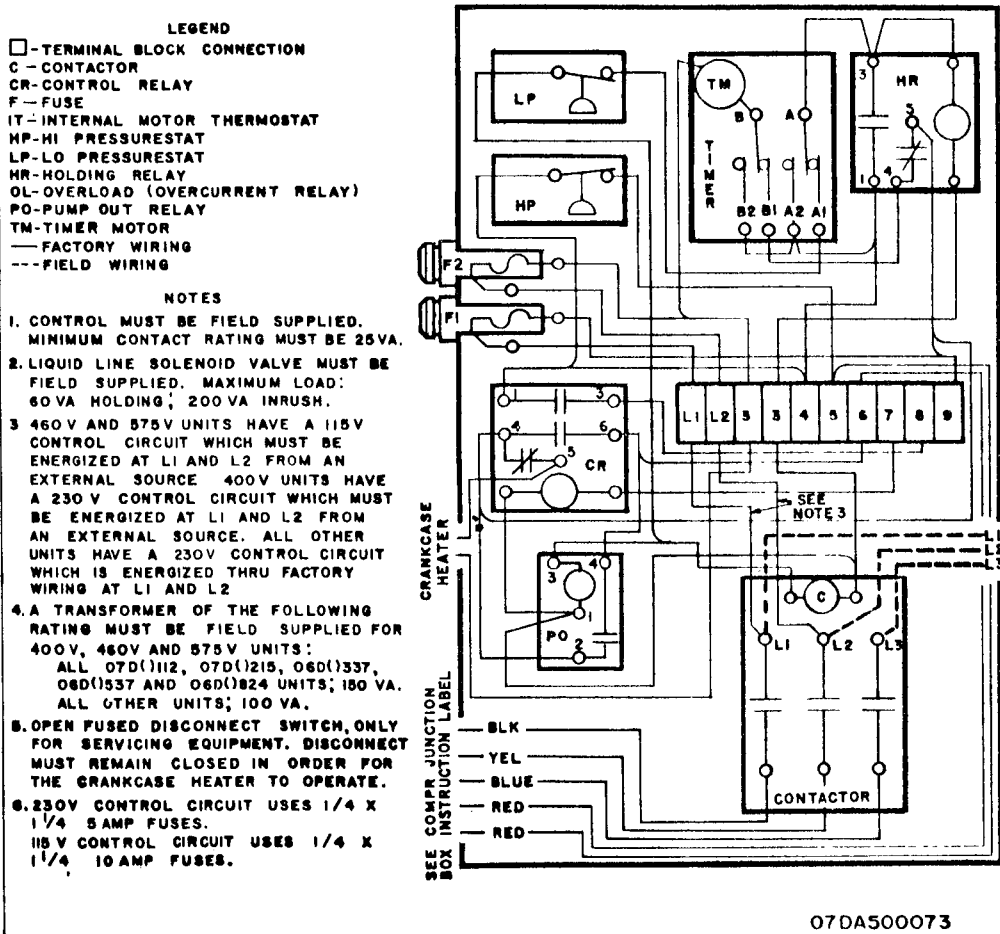 LEGEND
□-TERMINAL BLOCK CONNECTION
C-CONTACTOR
CR-CONTROL RELAY
F-FUSE
IT-INTERNAL MOTOR THERMOSTAT
HP-HI PRESSURESTAT
LP-LO PRESSURESTAT
HR-HOLDING RELAY
OL-OVERLOAD (OVERCURRENT RELAY)
PO-PUMP OUT RELAY
TM-TIMER MOTOR
— FACTORY WIRING
--- FIELD WIRING
NOTES
1. CONTROL MUST BE FIELD SUPPLIED.
MINIMUM CONTACT RATING MUST BE 25VA.
2. LIQUID LINE SOLENOID VALVE MUST BE
FIELD SUPPLIED. MAXIMUM LOAD:
60 VA HOLDING; 200 VA INRUSH.
3 460 V AND 575V UNITS HAVE A 115V
CONTROL CIRCUIT WHICH MUST BE
ENERGIZED AT L1 AND L2 FROM AN
EXTERNAL SOURCE 400V UNITS HAVE
A 230 V CONTROL CIRCUIT WHICH MUST
BE ENERGIZED AT L1 AND L2 FROM
AN EXTERNAL SOURCE. ALL OTHER
UNITS HAVE A 230V CONTROL CIRCUIT
WHICH IS ENERGIZED THRU FACTORY
WIRING AT L1 AND L2
4. A TRANSFORMER OF THE FOLLOWING
RATING MUST BE FIELD SUPPLIED FOR
400V, 460V AND 575 V UNITS:
ALL 07D()112, 07D()215, 06D()337,
06D()537 AND 06D()824 UNITS; 150 VA.
ALL OTHER UNITS; 100 VA.
5. OPEN FUSED DISCONNECT SWITCH, ONLY
FOR SERVICING EQUIPMENT. DISCONNECT
MUST REMAIN CLOSED IN ORDER FOR
THE CRANKCASE HEATER TO OPERATE.
6. 230V CONTROL CIRCUIT USES 1/4 X
1 1/4 5 AMP FUSES.
115 V CONTROL CIRCUIT USES 1/4 X
1 1/4 10 AMP FUSES.
LP
HP
F2
F1
TM
B A
TIMER
B2 B1 A2 A1
3 HR
5
1 4
L1 L2 2 3 4 5 6 7 8 9
1 3
4 6
5
CR
SEE
NOTE 3
CRANKCASE
HEATER
3 4
1
PO
2
L1
L2
L3
C
L1 L2 L3
CONTACTOR
SEE COMPR JUNCTION
BOX INSTRUCTION LABEL
BLK
YEL
BLUE
RED
RED
07DA500073